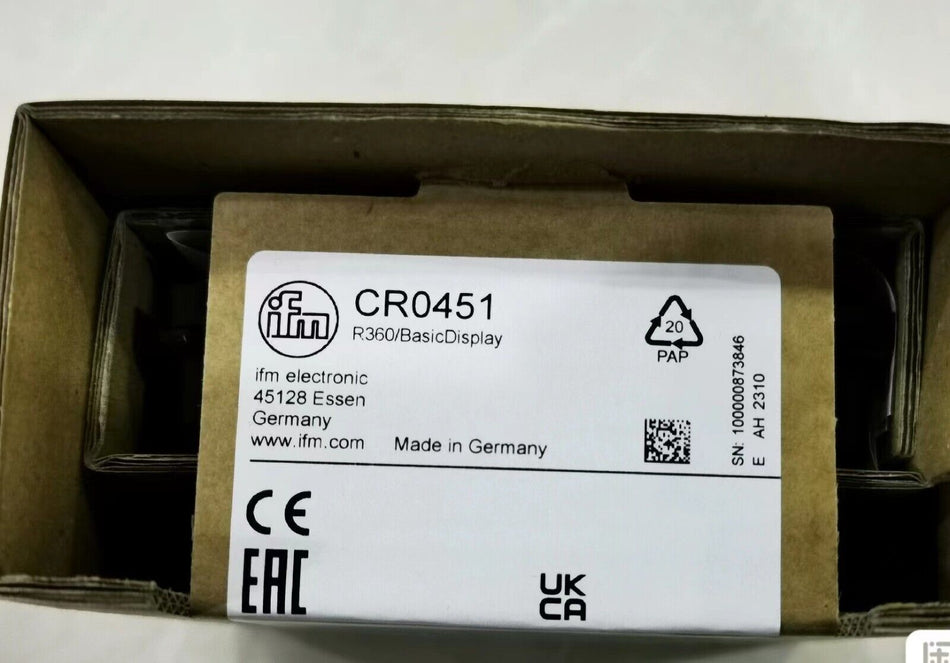 ifm
CR0451
R360/BasicDisplay
20
PAP
ifm electronic
45128 Essen
Germany
www.ifm.com
Made in Germany
SN: 100000873846
E AH 2310
CE
EAC
UK
CA